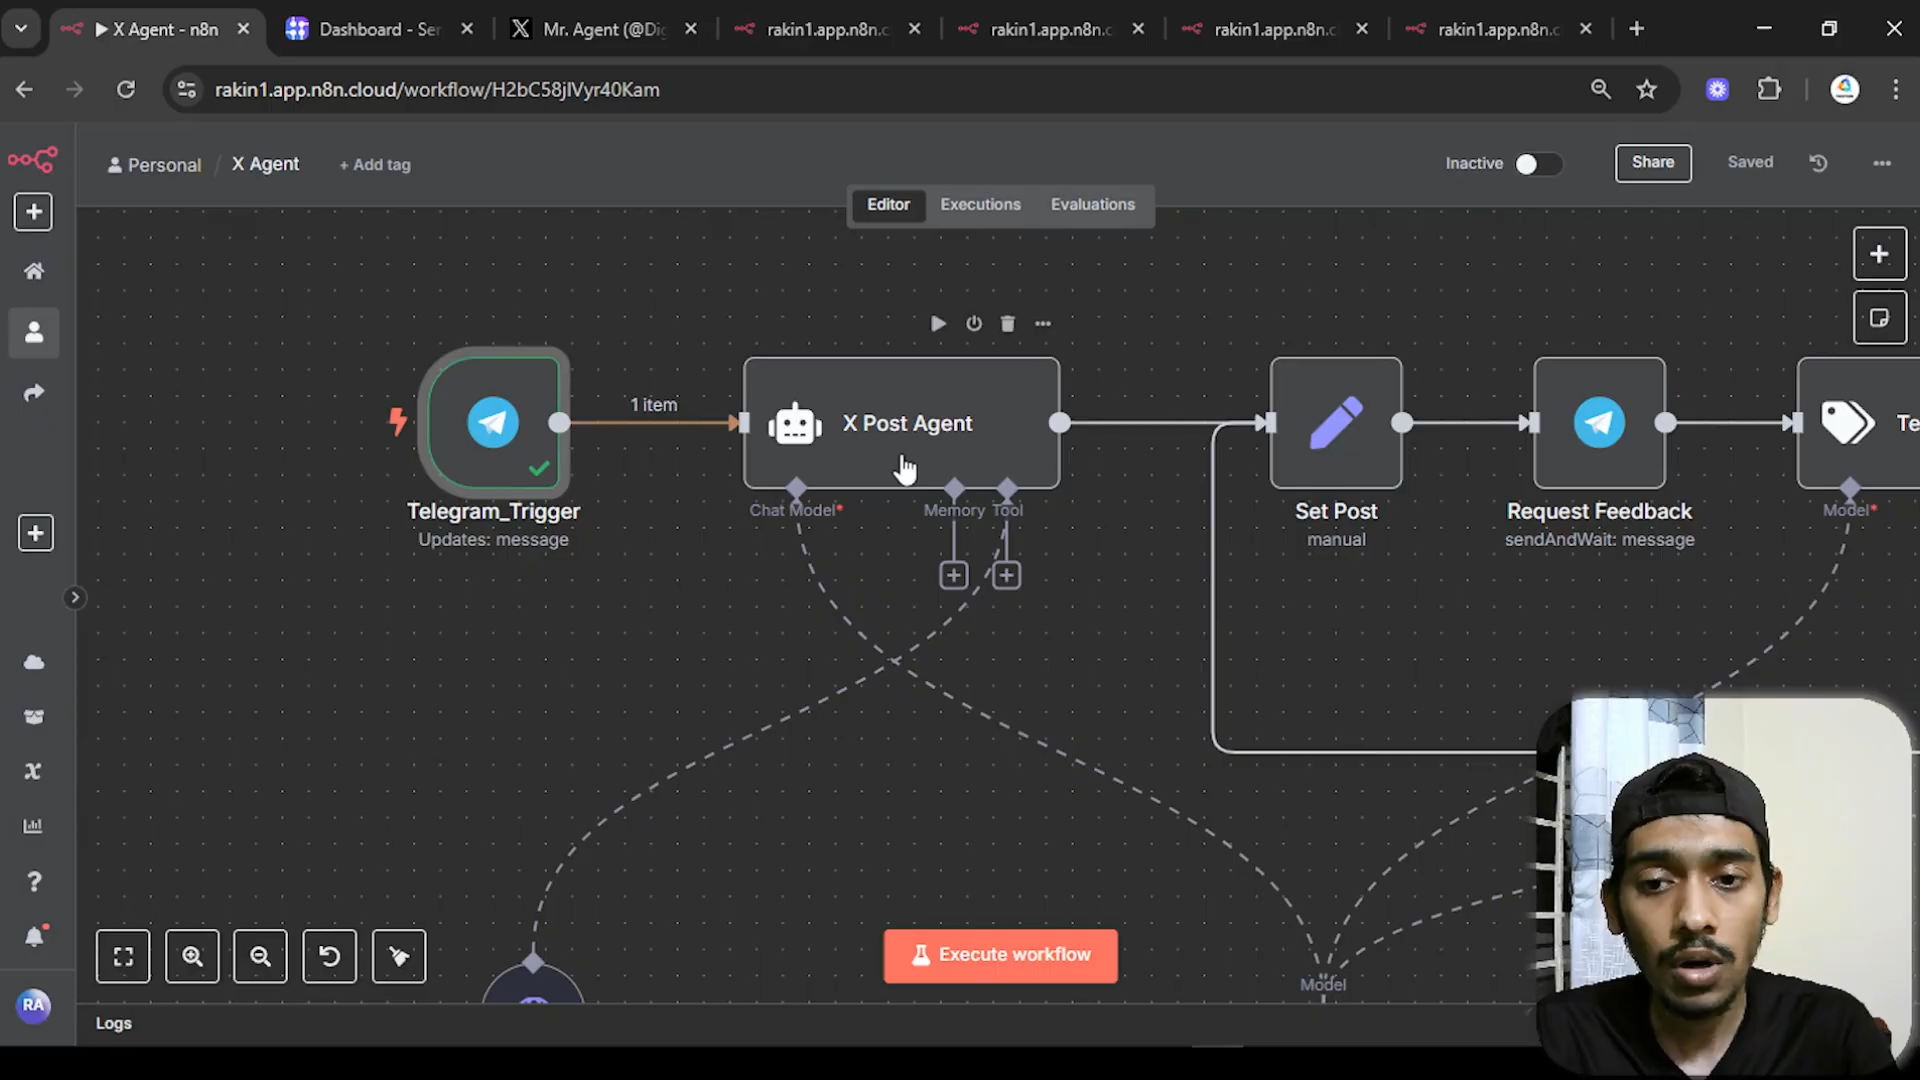 X Agent - n8n
Dashboard - Ser
X
Mr. Agent (@Di
rakin1.app.n8n.c
rakin1.app.n8n.c
rakin1.app.n8n.c
rakin1.app.n8n.c
rakin1.app.n8n.cloud/workflow/H2bC58jIVyr40Kam
Personal / X Agent + Add tag
Inactive
Share
Saved
Editor
Executions
Evaluations
1 item
X Post Agent
Te
Telegram_Trigger
Updates: message
Chat Model*
Memory
Tool
Set Post
manual
Request Feedback
sendAndWait: message
Model*
Execute workflow
Model
RA
Logs